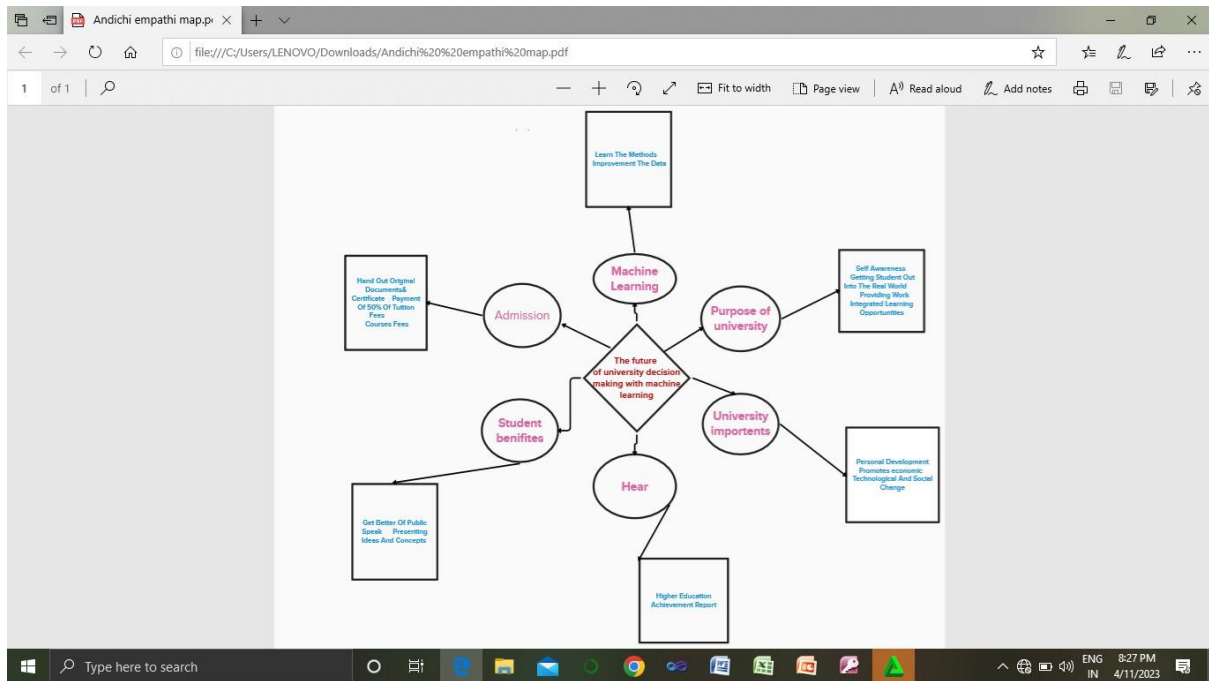 Andichi empathi map.p
file:///C:/Users/LENOVO/Downloads/Andichi%20%20empathi%20map.pdf
1 of 1
Fit to width
Page view
Read aloud
Add notes
Learn The Methods
Improvement The Data
Machine
Learning
Hand Out Original
Documents&
Certificate Payment
Of 50% Of Tuttion
Fees
Courses Fees
Admission
Purpose of
university
Self Awareness
Getting Student Out
Into The Real World
Providing Work
Integrated Learning
Opportunities
The future
of university decision
making with machine
learning
Student
benifites
University
importents
Hear
Personal Development
Promotes economic
Technological And Social
Change
Get Better Of Public
Speak Presenting
Ideas And Concepts
Higher Education
Achievement Report
Type here to search
ENG
IN
8:27 PM
4/11/2023